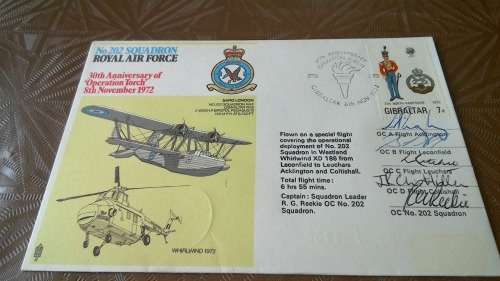 No 202 SQUADRON
ROYAL AIR FORCE
30th Anniversary of
'Operation Torch'
8th November 1972
SARO LONDON
WHIRLWIND 1972
GIBRALTAR
GIBRALTAR 7p
Flown on a special flight
covering the operational
deployment of No. 202
Squadron in Westland
Whirlwind XD 186 from
Leconfield to Leuchars
Acklington and Coltishall.
Total flight time:
6 hrs 55 mins.
Captain: Squadron Leader
R. G. Reekie OC No. 202
Squadron.
OC A Flight Acklington
OC B Flight Leconfield
OC C Flight Leuchars
OC D Flight Coltishall
OC No. 202 Squadron